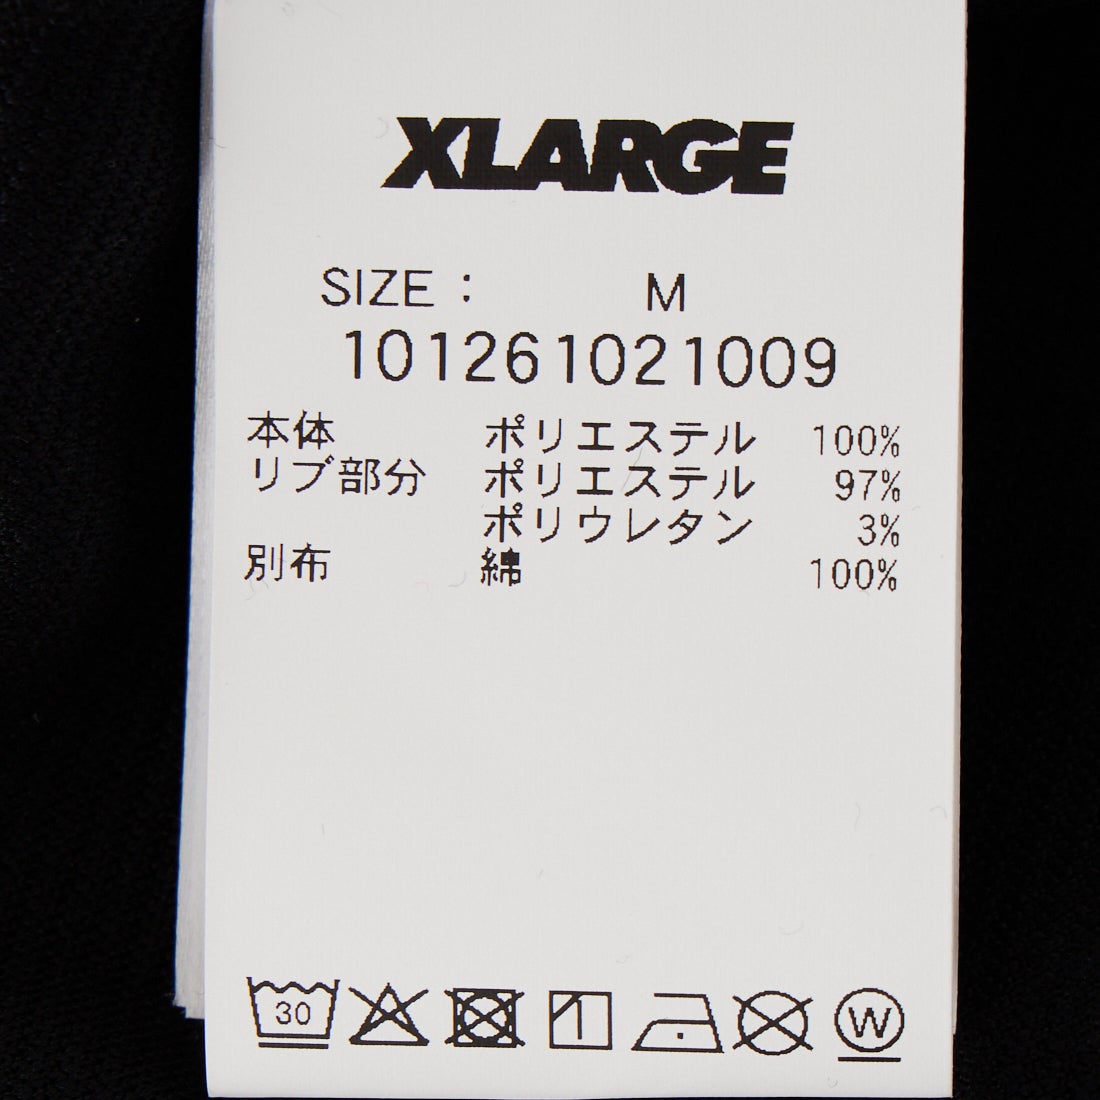 XLARGE
SIZE : M
101261021009
本体 ポリエステル 100%
リブ部分 ポリエステル 97%
ポリウレタン 3%
別布 綿 100%
30 W